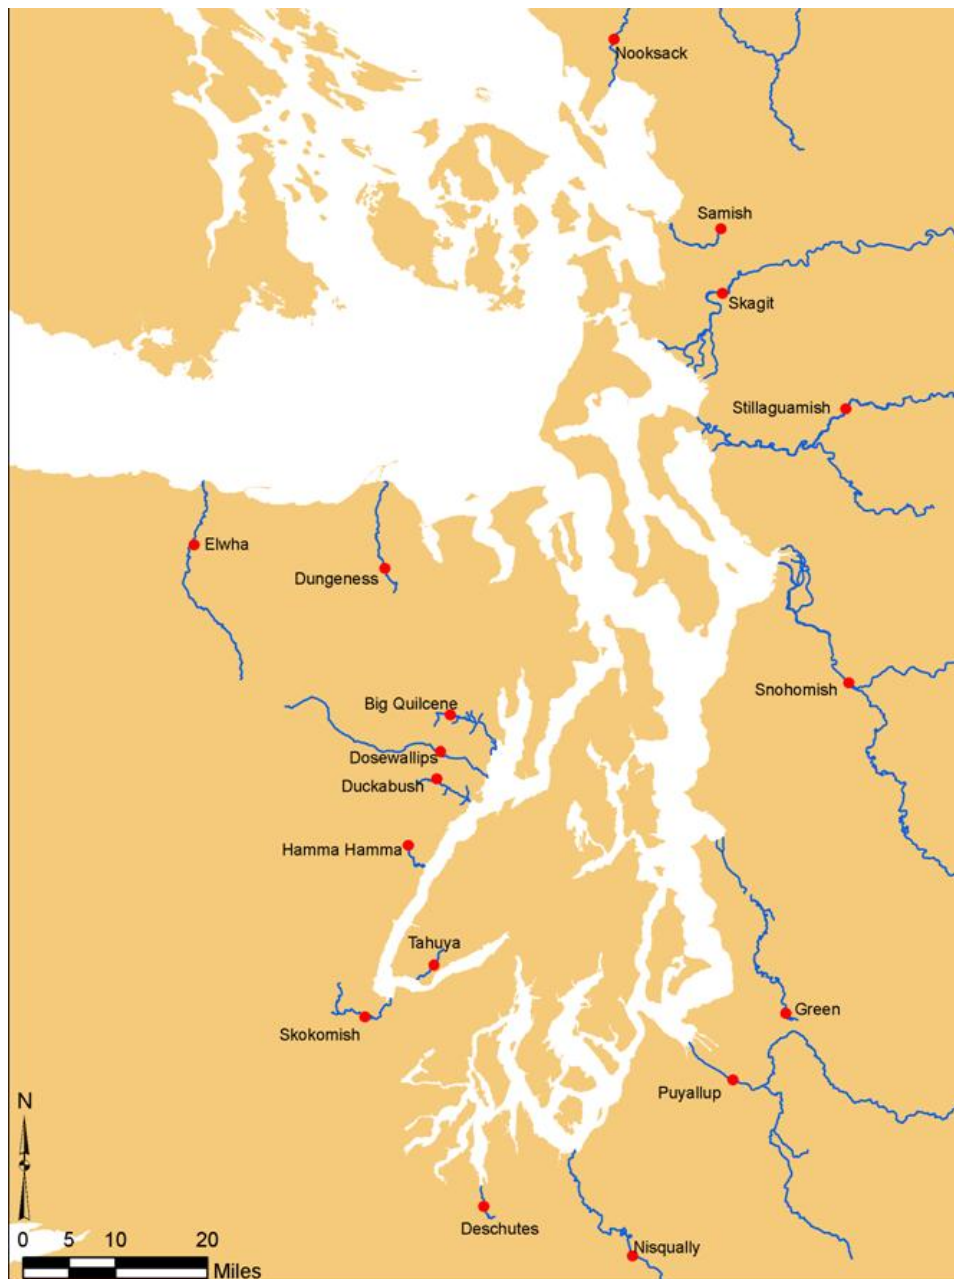 Nooksack
Samish
Skagit
Stillaguamish
Elwha
Dungeness
Snohomish
Big Quilcene
Dosewallips
Duckabush
Hamma Hamma
Tahuya
Green
Skokomish
Puyallup
N
Deschutes
Nisqually
0 5 10 20
Miles